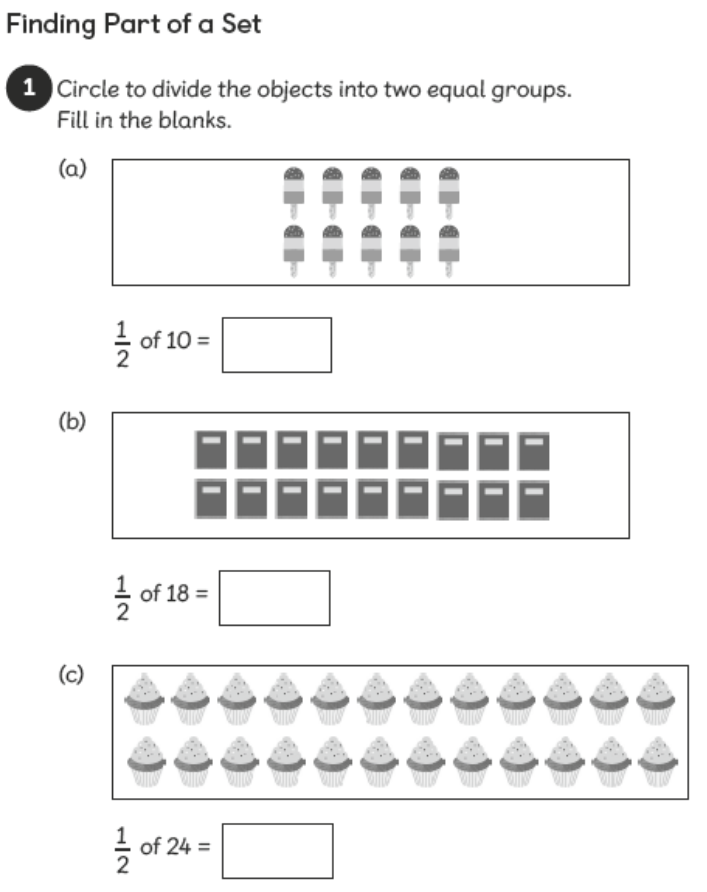 Finding Part of a Set
1 Circle to divide the objects into two equal groups.
Fill in the blanks.
(a)
1/2 of 10 =
(b)
1/2 of 18 =
(c)
1/2 of 24 =